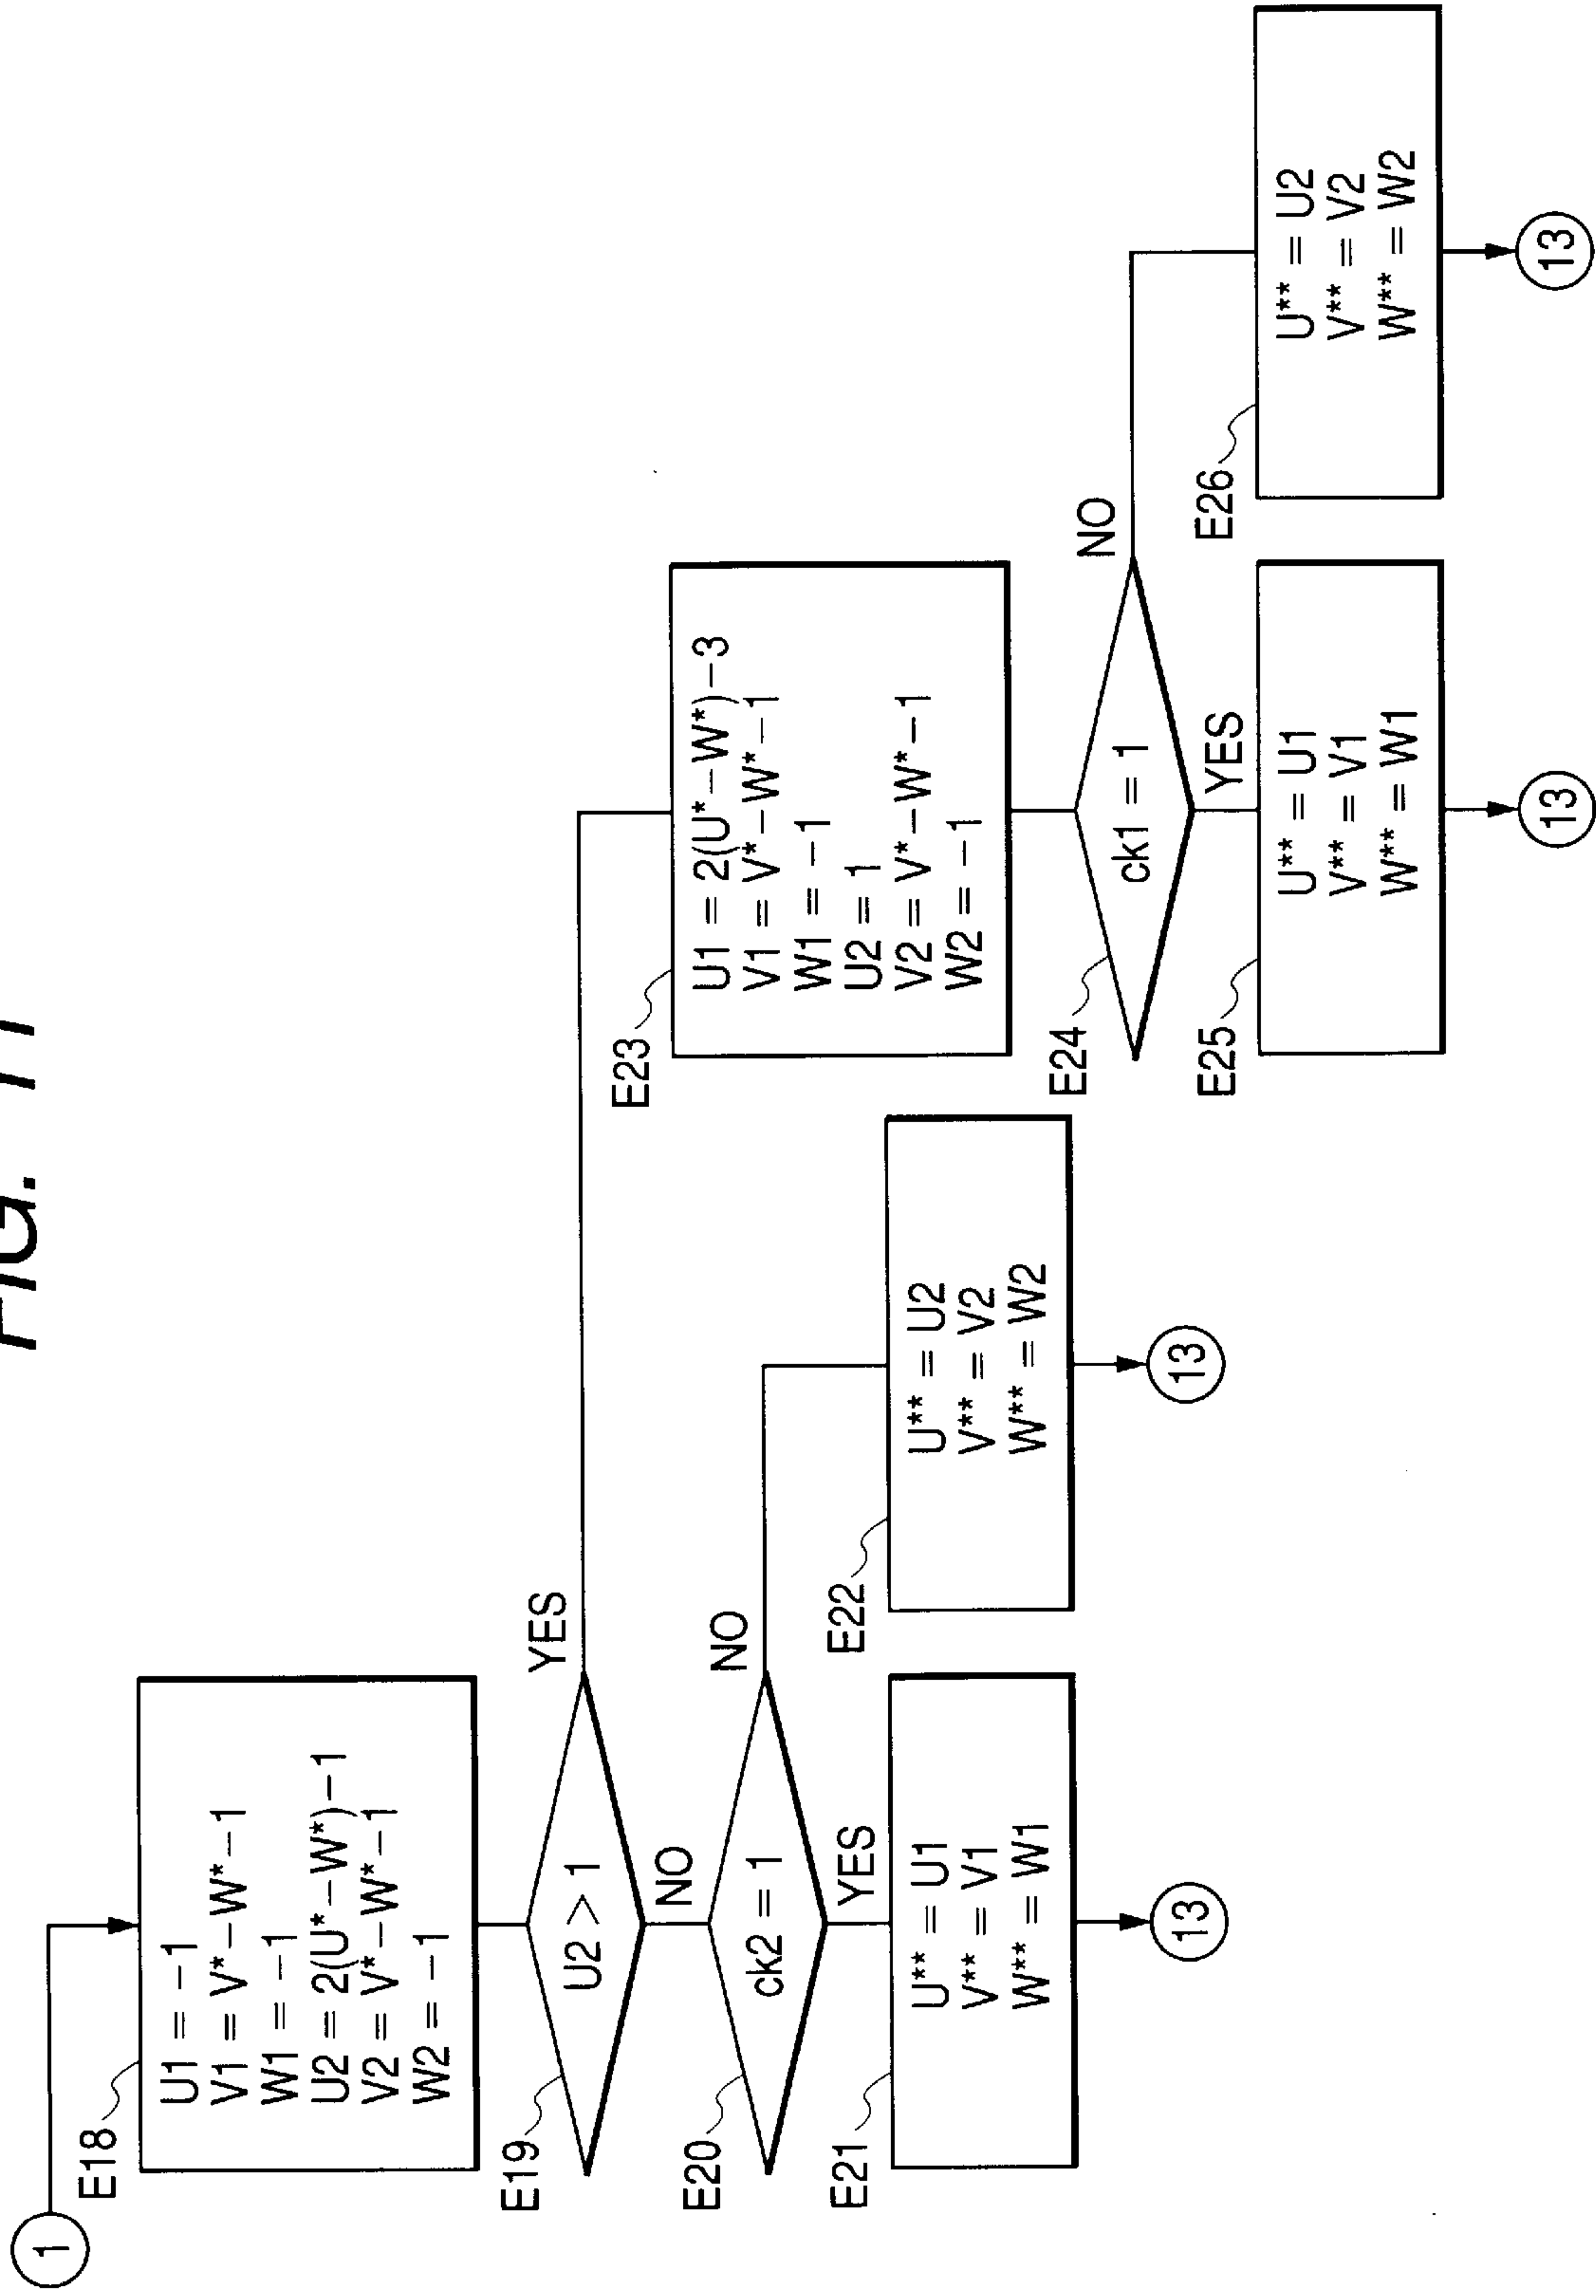 FIG. 11
1
E18
U1 = -1
V1 = V*-W*-1
W1 = -1
U2 = 2(U*-W*)-1
V2 = V*-W*-1
W2 = -1
E19
U2 > 1
YES
NO
E20
ck2 = 1
NO
YES
E21
U** = U1
V** = V1
W** = W1
13
E22
U** = U2
V** = V2
W** = W2
13
E23
U1 = 2(U*-W*)-3
V1 = V*-W*-1
W1 = -1
U2 = 1
V2 = V*-W*-1
W2 = -1
E24
ck1 = 1
NO
YES
E25
U** = U1
V** = V1
W** = W1
13
E26
U** = U2
V** = V2
W** = W2
13